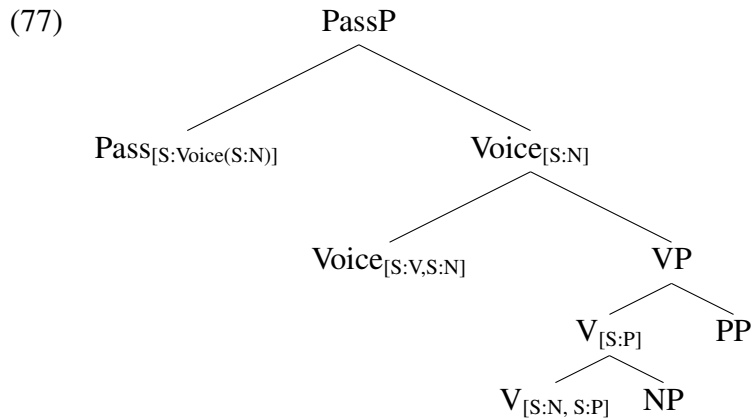 (77) PassP
Pass[S:Voice(S:N)] Voice[S:N]
Voice[S:V,S:N] VP
V[S:P] PP
V[S:N, S:P] NP